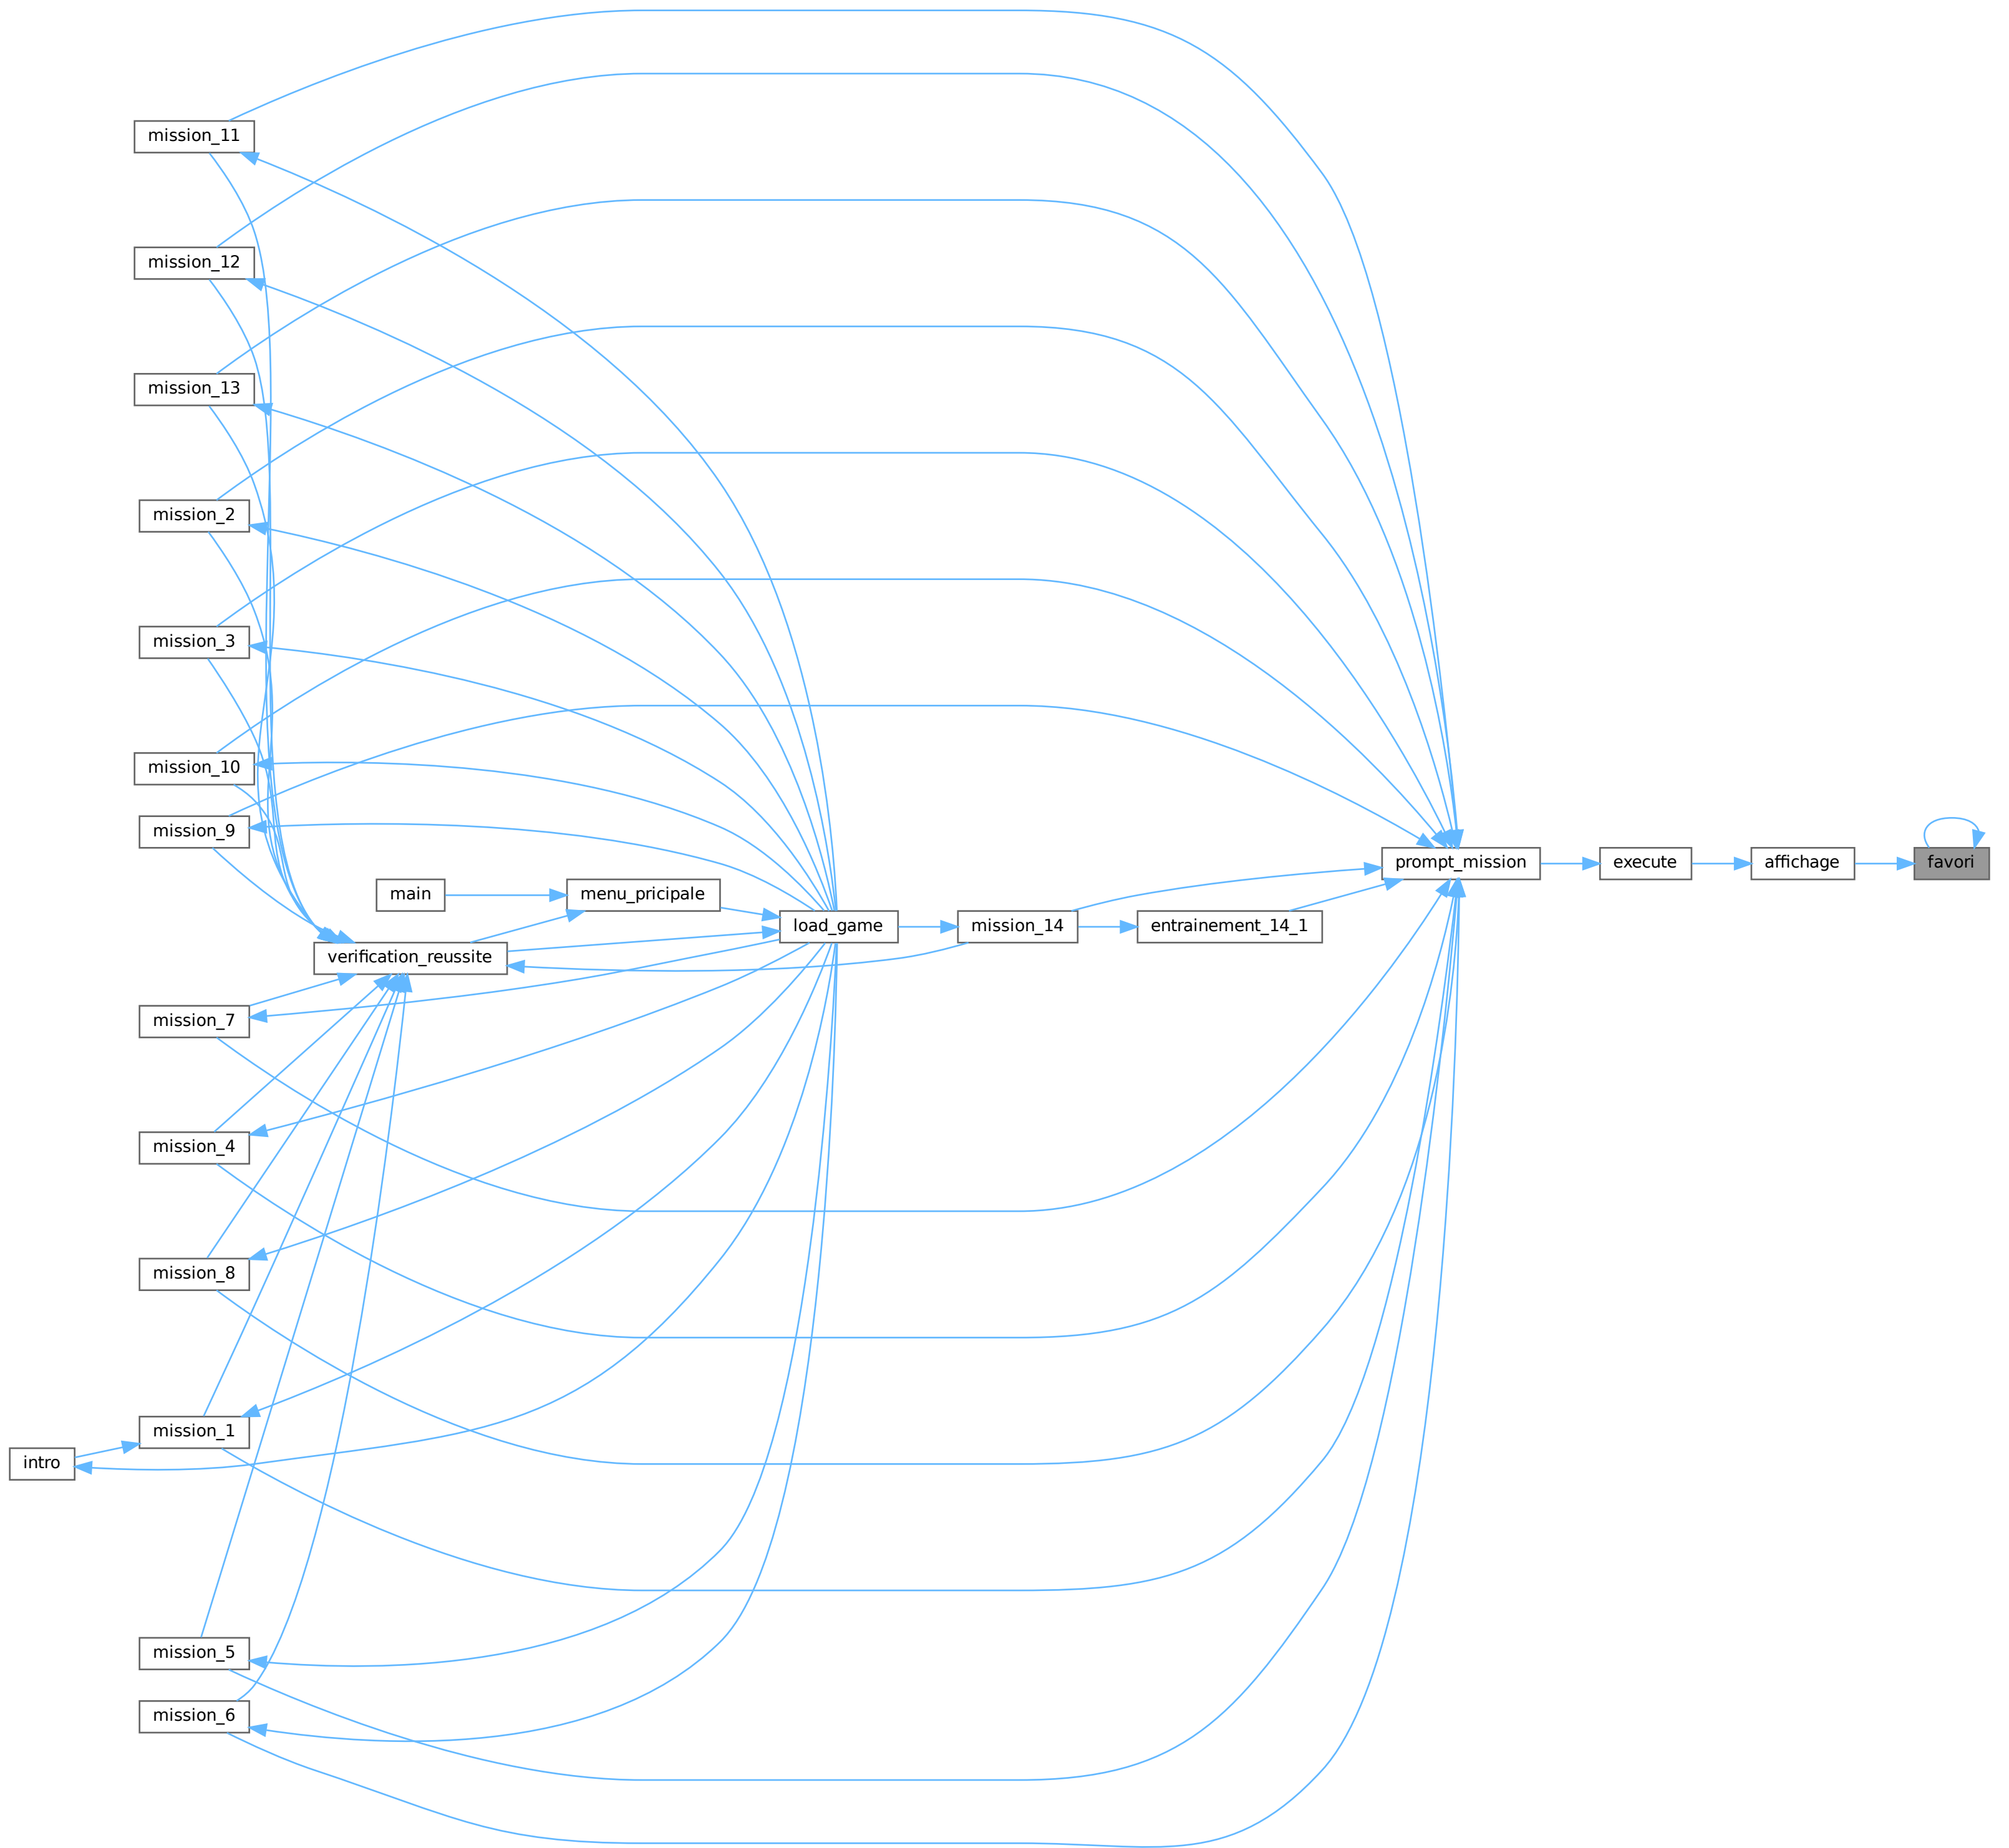 mission_11
mission_12
mission_13
mission_2
mission_3
mission_10
mission_9
prompt_mission
execute
affichage
favori
main
menu_pricipale
load_game
mission_14
entrainement_14_1
verification_reussite
mission_7
mission_4
mission_8
mission_1
intro
mission_5
mission_6